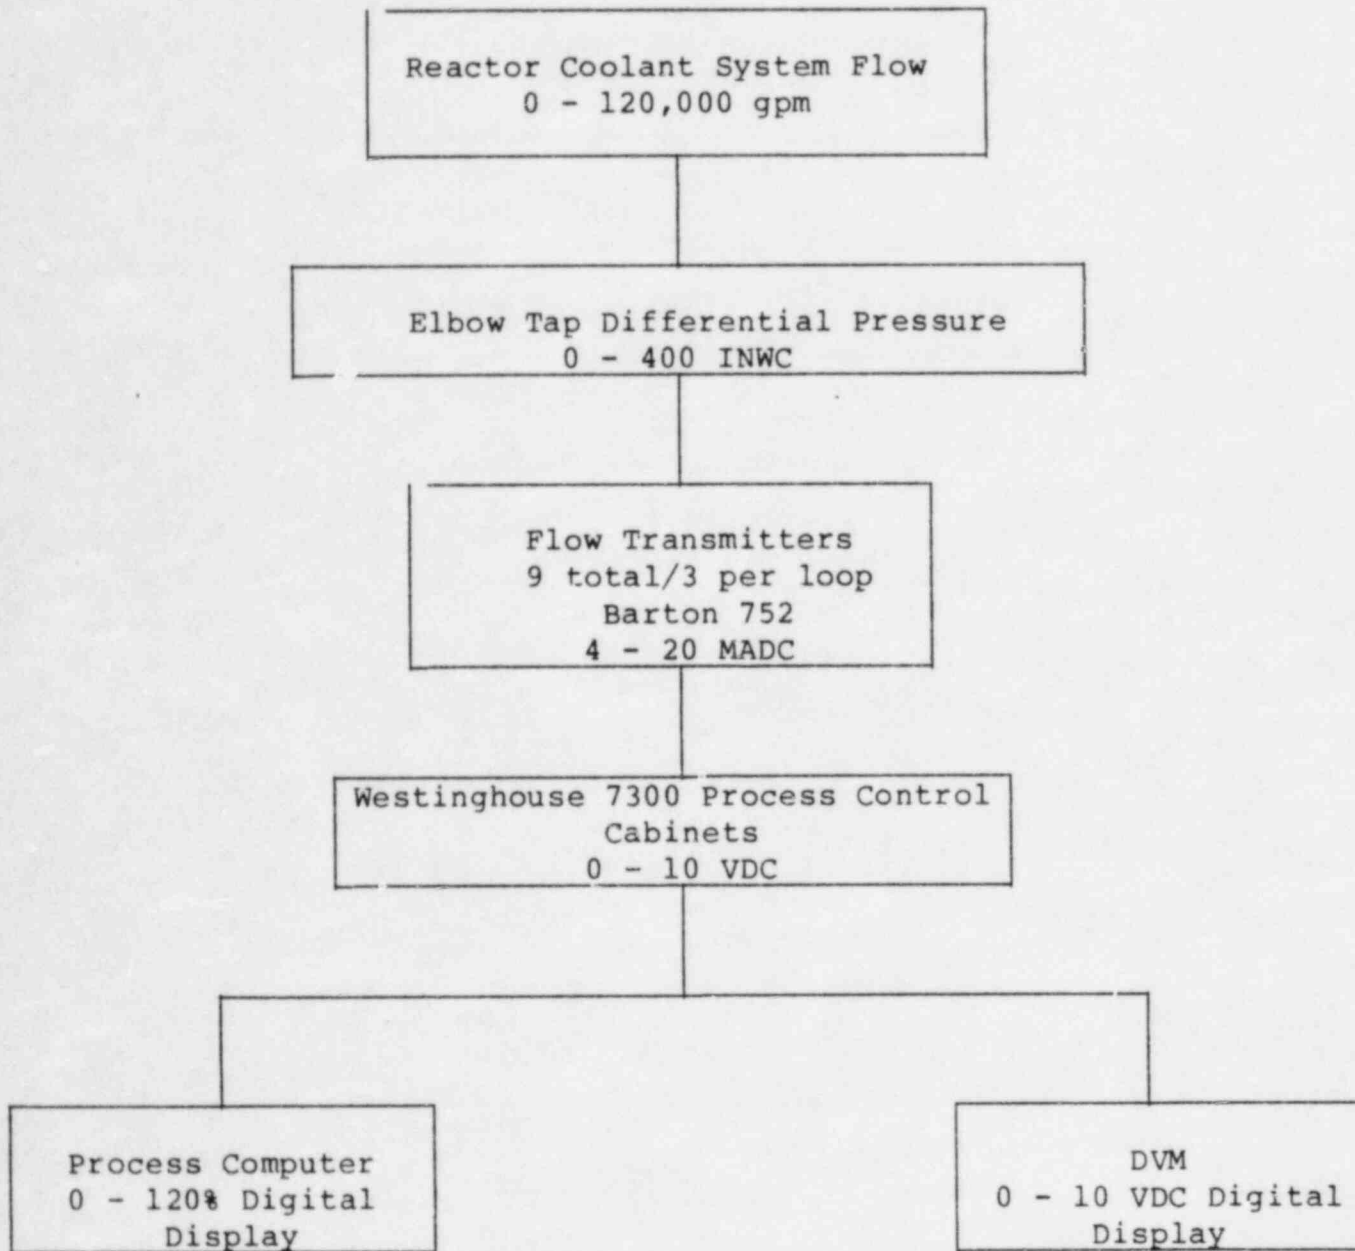 Reactor Coolant System Flow
0 - 120,000 gpm
Elbow Tap Differential Pressure
0 - 400 INWC
Flow Transmitters
9 total/3 per loop
Barton 752
4 - 20 MADC
Westinghouse 7300 Process Control
Cabinets
0 - 10 VDC
Process Computer
0 - 120% Digital
Display
DVM
0 - 10 VDC Digital
Display